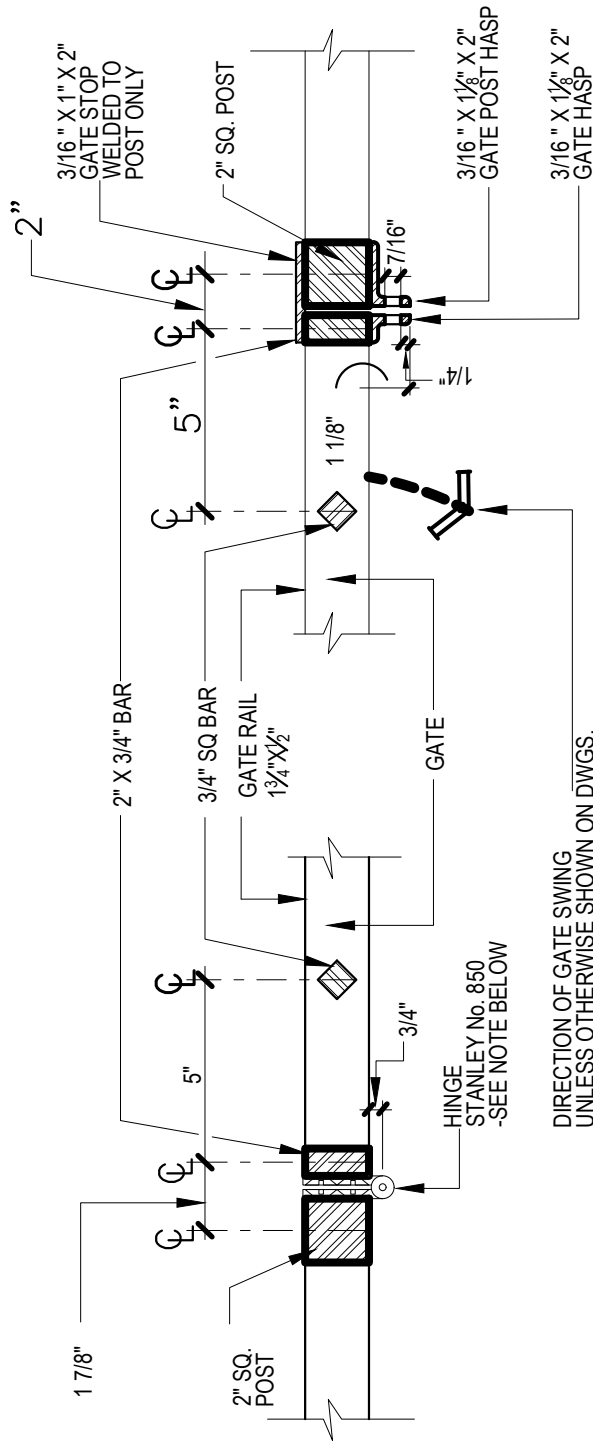 1 7/8"
2" SQ.
POST
5"
2" X 3/4" BAR
3/4" SQ BAR
GATE RAIL
1¾"X½"
GATE
3/4"
HINGE
STANLEY No. 850
-SEE NOTE BELOW
DIRECTION OF GATE SWING
UNLESS OTHERWISE SHOWN ON DWGS.
5”
2”
1 1/8"
3/16 " X 1" X 2"
GATE STOP
WELDED TO
POST ONLY
2" SQ. POST
7/16"
1/4"
3/16" X 1⅛" X 2"
GATE POST HASP
3/16" X 1⅛" X 2"
GATE HASP